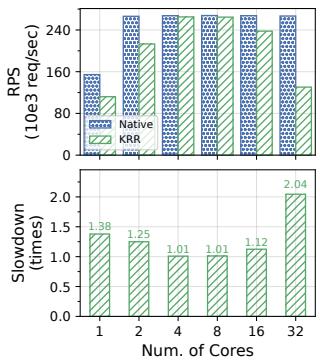 RPS
(10e3 req/sec)
240
160
80
0
Native
KRR
Slowdown
(times)
2.0
1.5
1.0
0.5
0.0
1.38
1.25
1.01
1.01
1.12
2.04
1 2 4 8 16 32
Num. of Cores